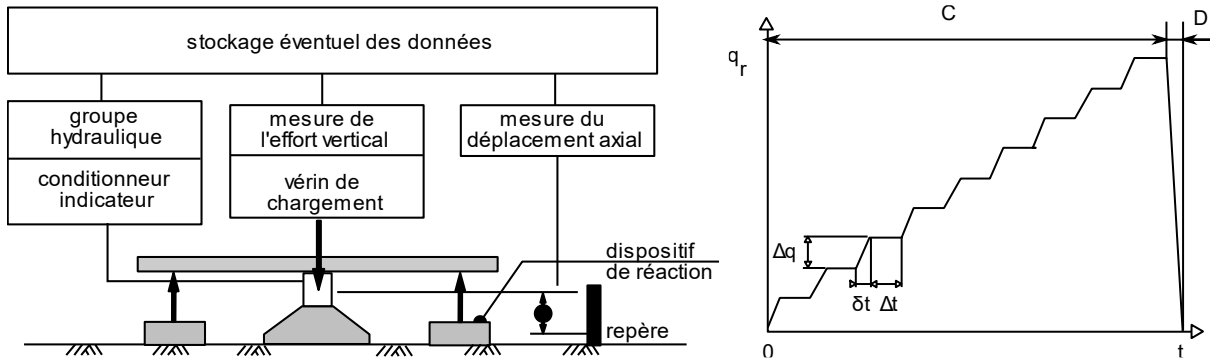 stockage éventuel des données
groupe
hydraulique
conditionneur
indicateur
mesure de
l'effort vertical
vérin de
chargement
mesure du
déplacement axial
dispositif
de réaction
repère
C
D
qr
Δq
δt
Δt
0
t